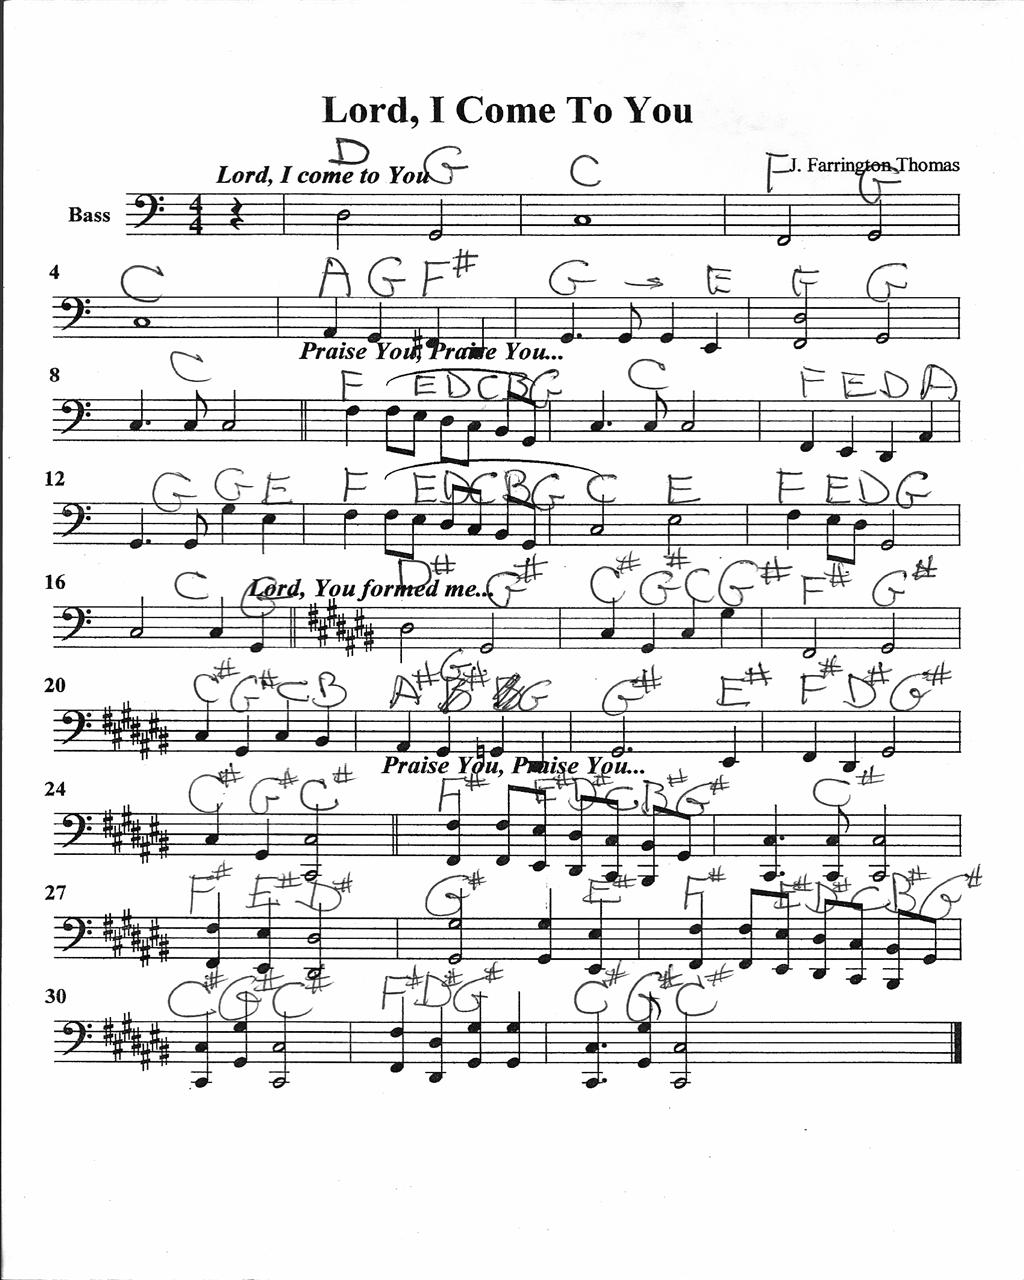 Lord, I Come To You
D G C F G
Lord, I come to You
J. Farrington Thomas
Bass
4
4
4
C A G F# G → E F G
Praise You, Praise You...
8
C F E D C B G C F E D A
12
G G E F E D C B G C E F E D G
16
C G D# G# C# G# C G# F# G#
Lord, You formed me...
20
C# G# C B A# G# G G# E# F# D# G#
Praise You, Praise You...
24
C# G# C# F# E# D# C B G# C#
27
F# E# D# G# E# F# E# D# C B# G#
30
C# G# C# F# D# G# C# G# C#